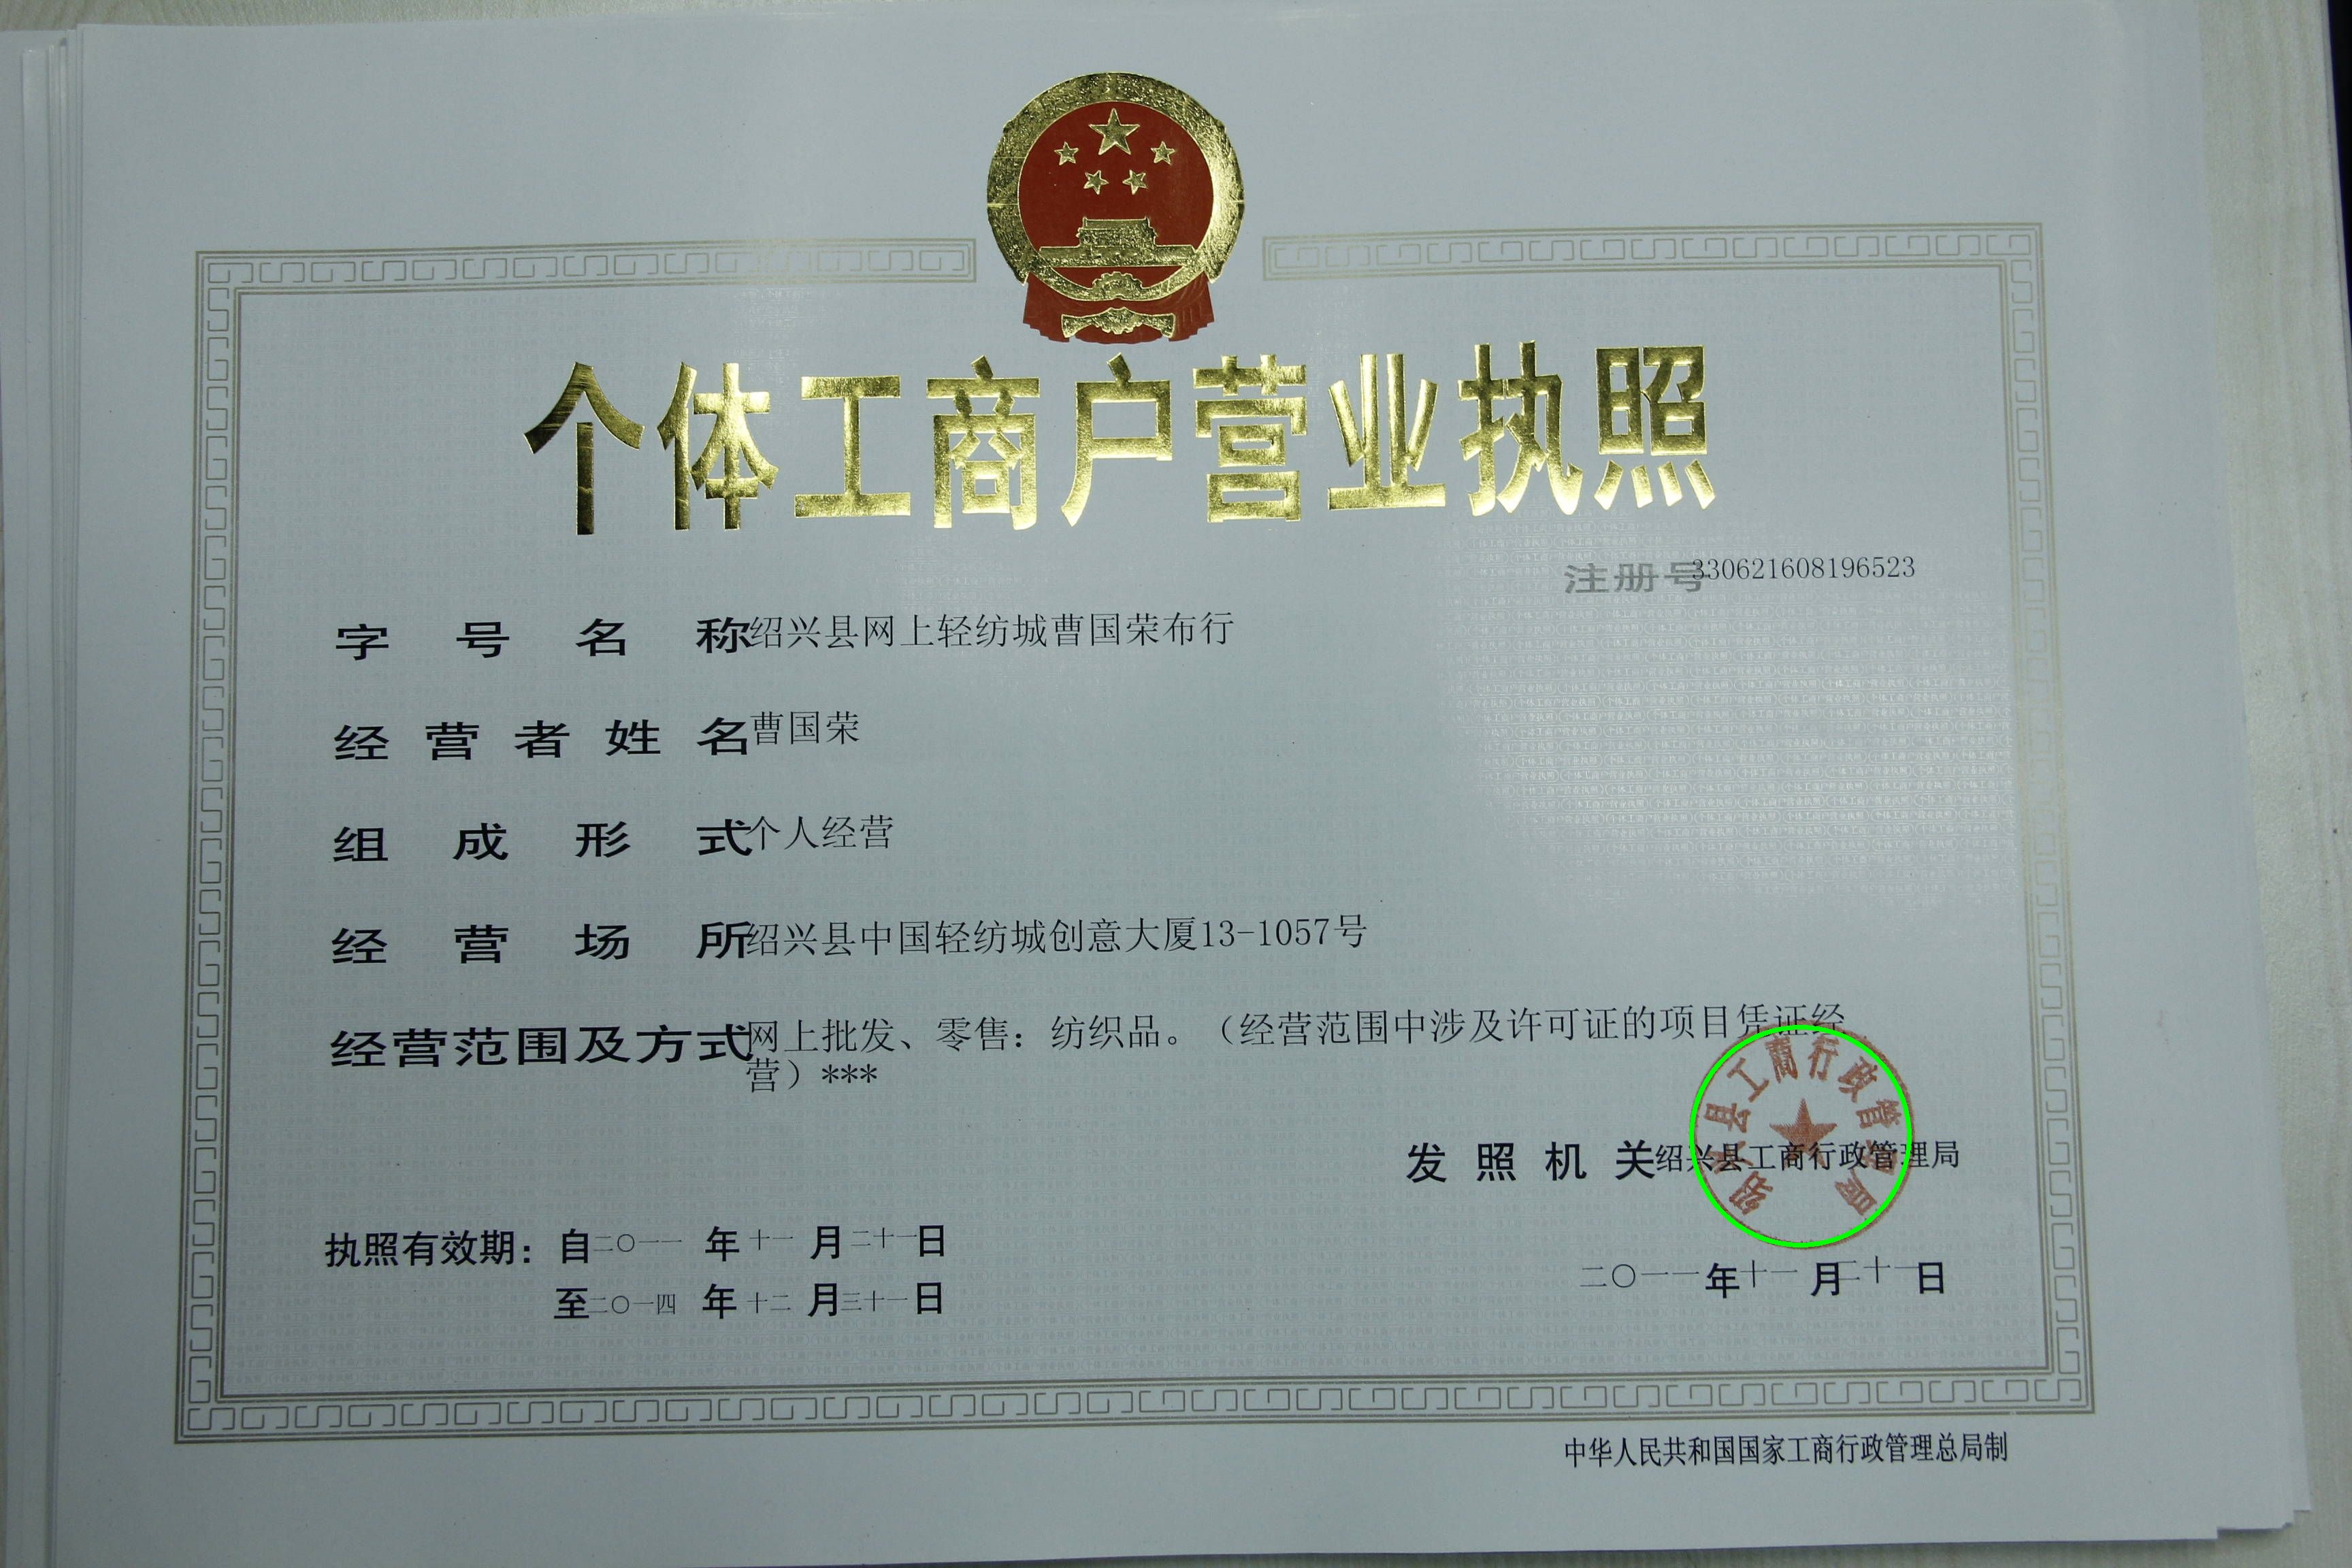 个体工商户营业执照
注册号330621608196523
字号名称 绍兴县网上轻纺城曹国荣布行
经营者姓名 曹国荣
组成形式 个人经营
经营场所 绍兴县中国轻纺城创意大厦13-1057号
经营范围及方式 网上批发、零售：纺织品。（经营范围中涉及许可证的项目凭证经
营）***
绍兴县工商行政管理局
发照机关 绍兴县工商行政管理局
执照有效期：自二〇一一年十一月二十一日
至二〇一四年十二月三十一日
二〇一一年十一月二十一日
中华人民共和国国家工商行政管理总局制